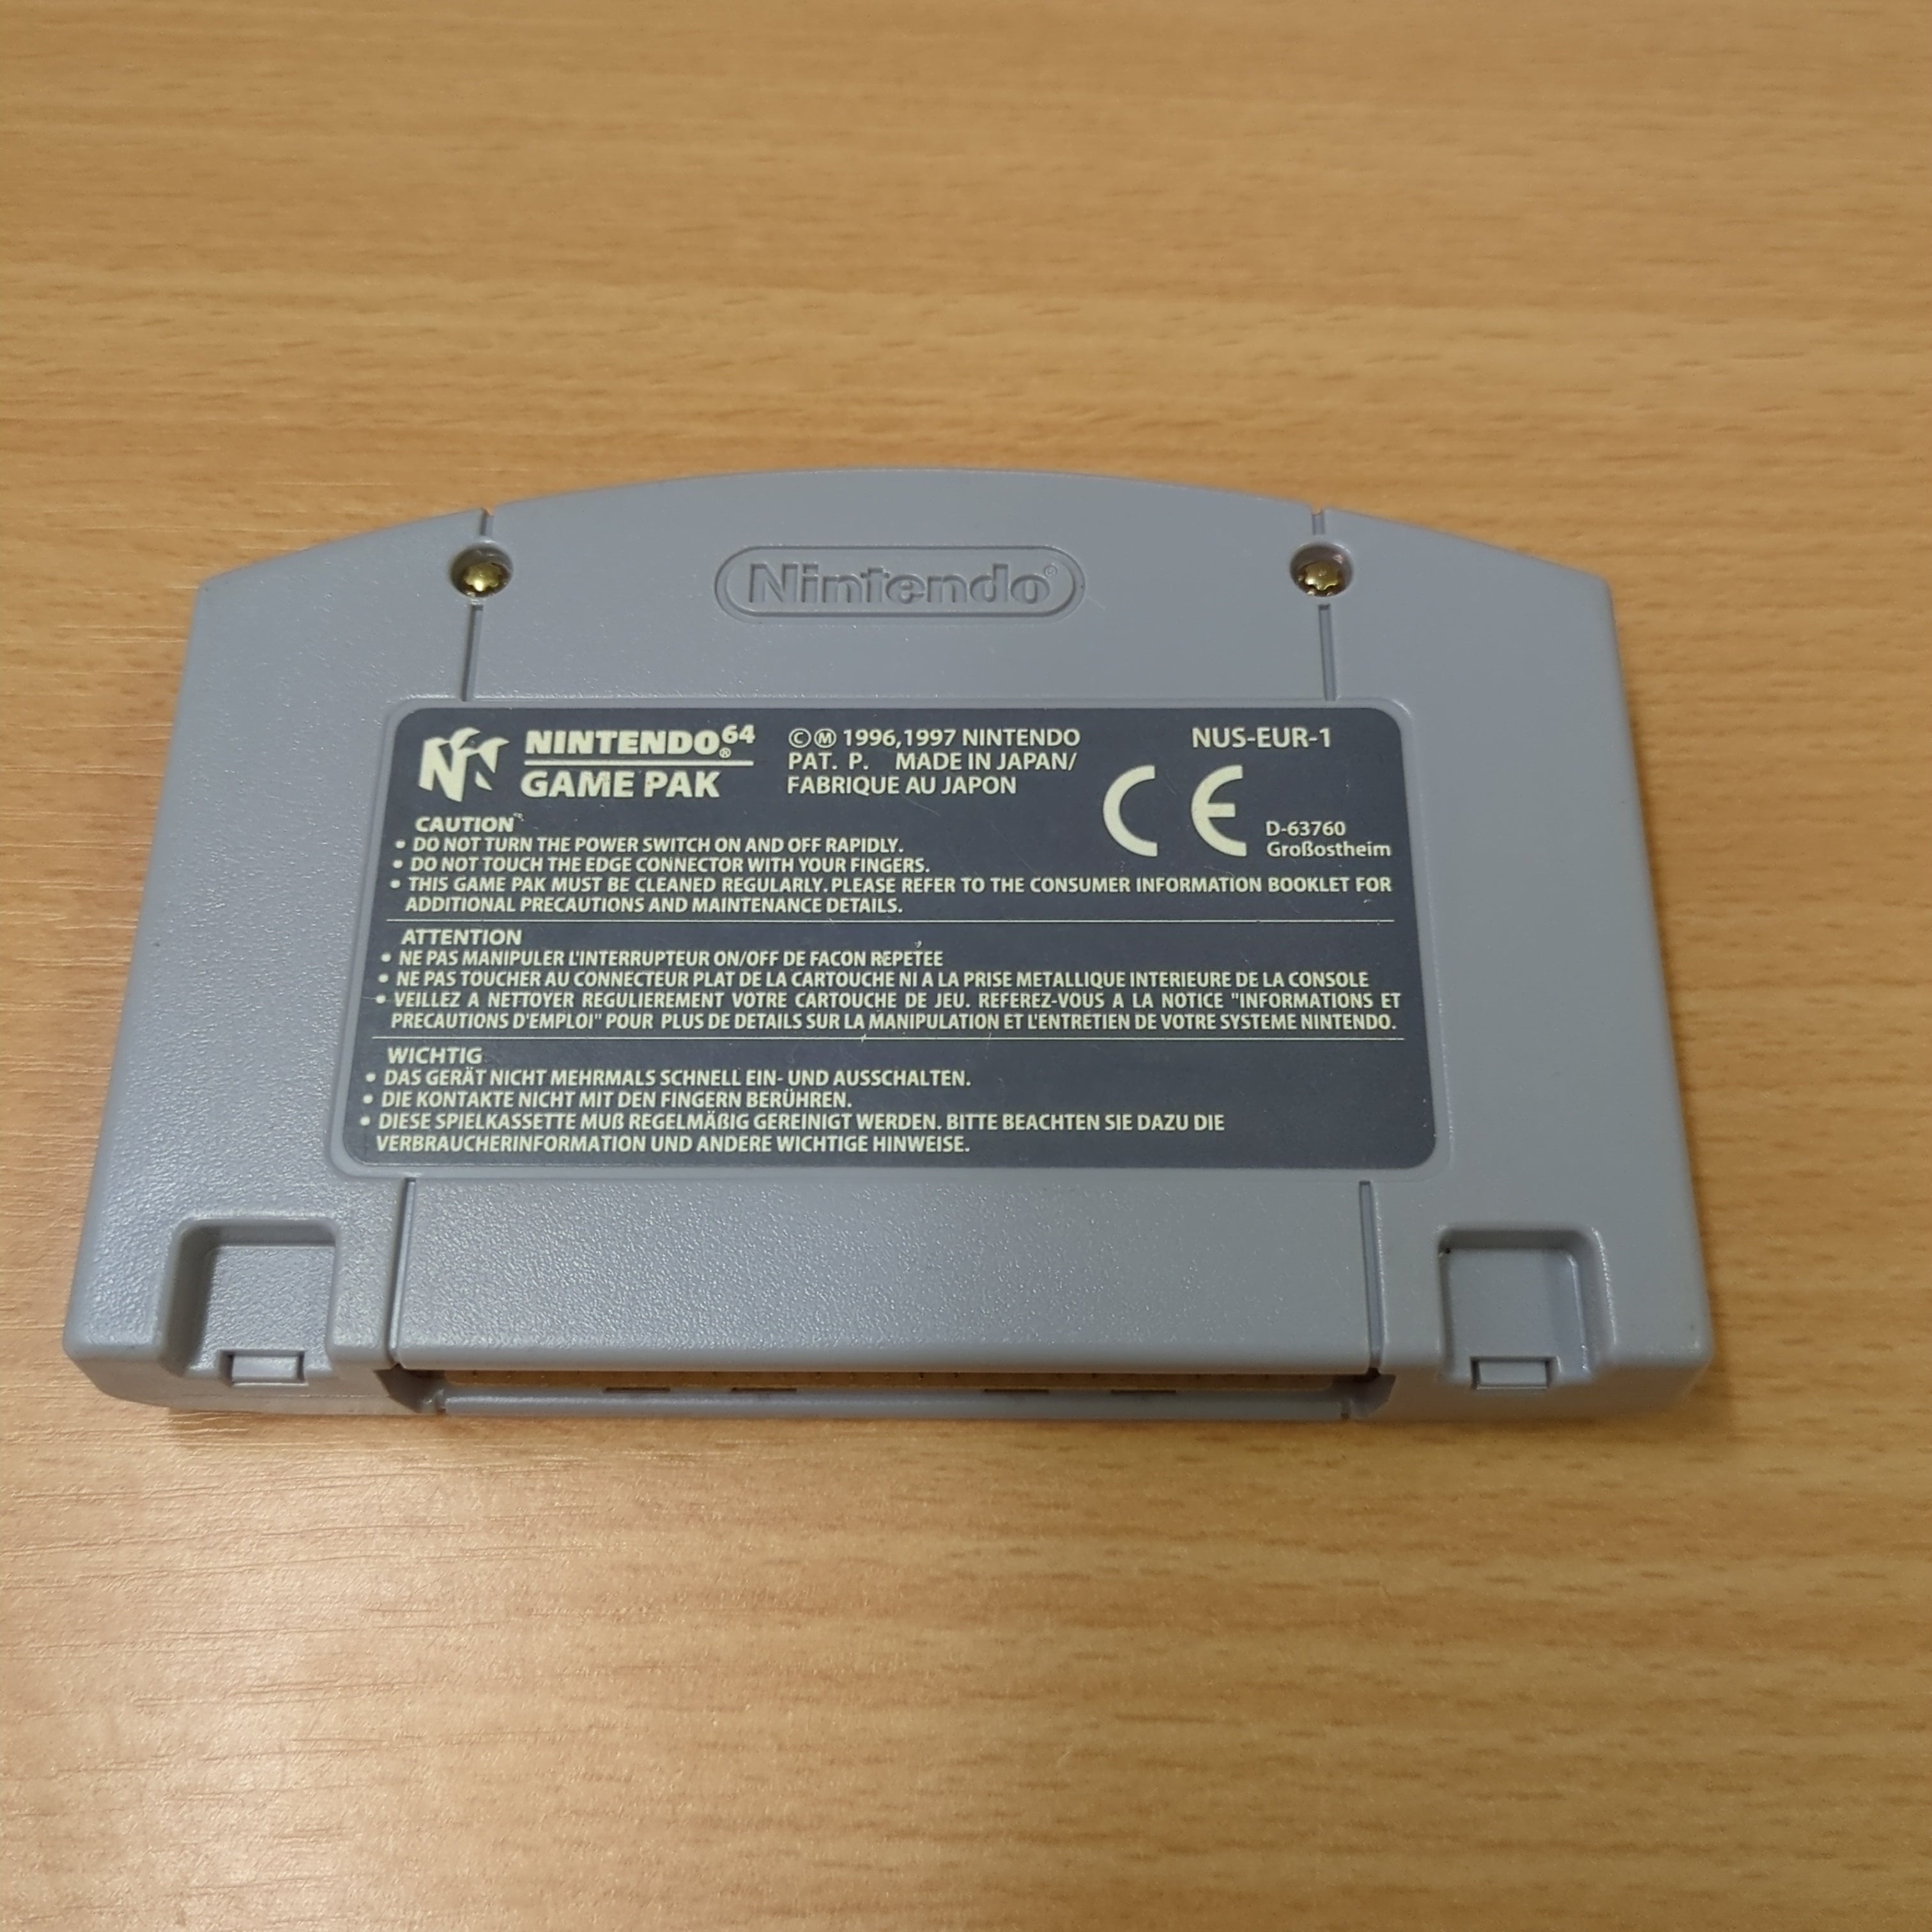 Nintendo®
NINTENDO®64
GAME PAK
Ⓒ Ⓜ 1996,1997 NINTENDO
PAT. P. MADE IN JAPAN/
FABRIQUE AU JAPON
NUS-EUR-1
CE
D-63760
Großostheim
CAUTION
• DO NOT TURN THE POWER SWITCH ON AND OFF RAPIDLY.
• DO NOT TOUCH THE EDGE CONNECTOR WITH YOUR FINGERS.
• THIS GAME PAK MUST BE CLEANED REGULARLY. PLEASE REFER TO THE CONSUMER INFORMATION BOOKLET FOR
ADDITIONAL PRECAUTIONS AND MAINTENANCE DETAILS.
ATTENTION
• NE PAS MANIPULER L'INTERRUPTEUR ON/OFF DE FACON REPETEE
• NE PAS TOUCHER AU CONNECTEUR PLAT DE LA CARTOUCHE NI A LA PRISE METALLIQUE INTERIEURE DE LA CONSOLE
• VEILLEZ A NETTOYER REGULIEREMENT VOTRE CARTOUCHE DE JEU. REFEREZ-VOUS A LA NOTICE "INFORMATIONS ET
PRECAUTIONS D'EMPLOI" POUR PLUS DE DETAILS SUR LA MANIPULATION ET L'ENTRETIEN DE VOTRE SYSTEME NINTENDO.
WICHTIG
• DAS GERÄT NICHT MEHRMALS SCHNELL EIN- UND AUSSCHALTEN.
• DIE KONTAKTE NICHT MIT DEN FINGERN BERÜHREN.
• DIESE SPIELKASSETTE MUß REGELMÄßIG GEREINIGT WERDEN. BITTE BEACHTEN SIE DAZU DIE
VERBRAUCHERINFORMATION UND ANDERE WICHTIGE HINWEISE.